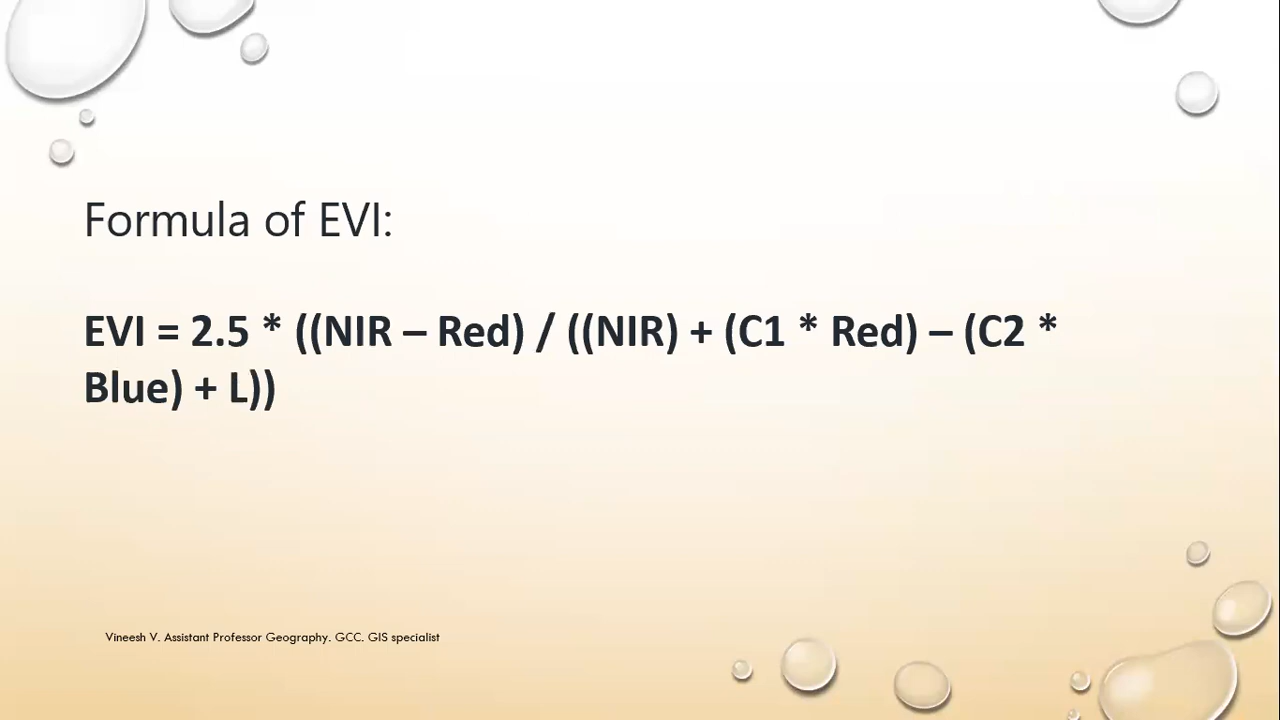 Formula of EVI:
EVI = 2.5 * ((NIR – Red) / ((NIR) + (C1 * Red) – (C2 *
Blue) + L))
Vineesh V. Assistant Professor Geography. GCC. GIS specialist